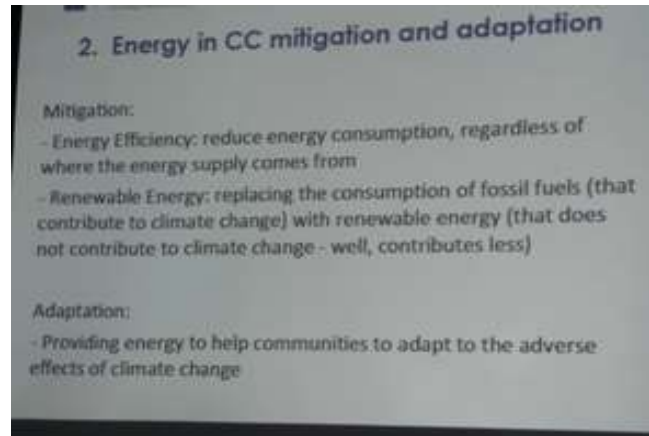 2. Energy in CC mitigation and adaptation
Mitigation:
- Energy Efficiency: reduce energy consumption, regardless of
where the energy supply comes from
- Renewable Energy: replacing the consumption of fossil fuels (that
contribute to climate change) with renewable energy (that does
not contribute to climate change - well, contributes less)
Adaptation:
- Providing energy to help communities to adapt to the adverse
effects of climate change